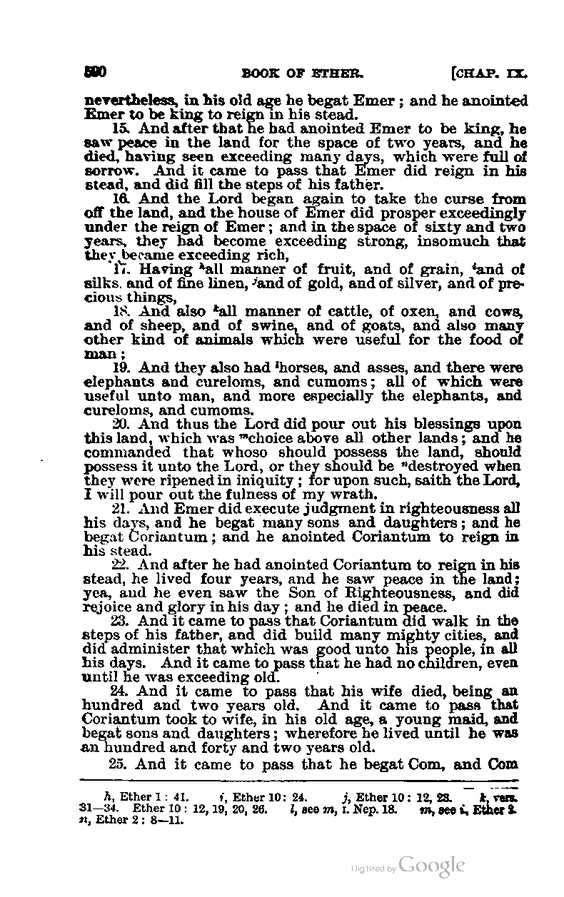 590 BOOK OF ETHER. [CHAP. IX.
nevertheless, in his old age he begat Emer; and he anointed
Emer to be king to reign in his stead.
15. And after that he had anointed Emer to be king, he
saw peace in the land for the space of two years, and he
died, having seen exceeding many days, which were full of
sorrow. And it came to pass that Emer did reign in his
stead, and did fill the steps of his father.
16. And the Lord began again to take the curse from
off the land, and the house of Emer did prosper exceedingly
under the reign of Emer; and in the space of sixty and two
years, they had become exceeding strong, insomuch that
they became exceeding rich,
17. Having ʰall manner of fruit, and of grain, ⁱand of
silks, and of fine linen, ʲand of gold, and of silver, and of pre-
cious things,
18. And also ᵏall manner of cattle, of oxen, and cows,
and of sheep, and of swine, and of goats, and also many
other kind of animals which were useful for the food of
man;
19. And they also had ˡhorses, and asses, and there were
elephants and cureloms, and cumoms; all of which were
useful unto man, and more especially the elephants, and
cureloms, and cumoms.
20. And thus the Lord did pour out his blessings upon
this land, which was ᵐchoice above all other lands; and he
commanded that whoso should possess the land, should
possess it unto the Lord, or they should be ⁿdestroyed when
they were ripened in iniquity; for upon such, saith the Lord,
I will pour out the fulness of my wrath.
21. And Emer did execute judgment in righteousness all
his days, and he begat many sons and daughters; and he
begat Coriantum; and he anointed Coriantum to reign in
his stead.
22. And after he had anointed Coriantum to reign in his
stead, he lived four years, and he saw peace in the land;
yea, and he even saw the Son of Righteousness, and did
rejoice and glory in his day; and he died in peace.
23. And it came to pass that Coriantum did walk in the
steps of his father, and did build many mighty cities, and
did administer that which was good unto his people, in all
his days. And it came to pass that he had no children, even
until he was exceeding old.
24. And it came to pass that his wife died, being an
hundred and two years old. And it came to pass that
Coriantum took to wife, in his old age, a young maid, and
begat sons and daughters; wherefore he lived until he was
an hundred and forty and two years old.
25. And it came to pass that he begat Com, and Com
h, Ether 1: 41. i, Ether 10: 24. j, Ether 10: 12, 23. k, vers.
31—34. Ether 10: 12, 19, 20, 26. l, see m, I. Nep. 18. m, see i, Ether 2.
n, Ether 2: 8—11.
Digitized by Google